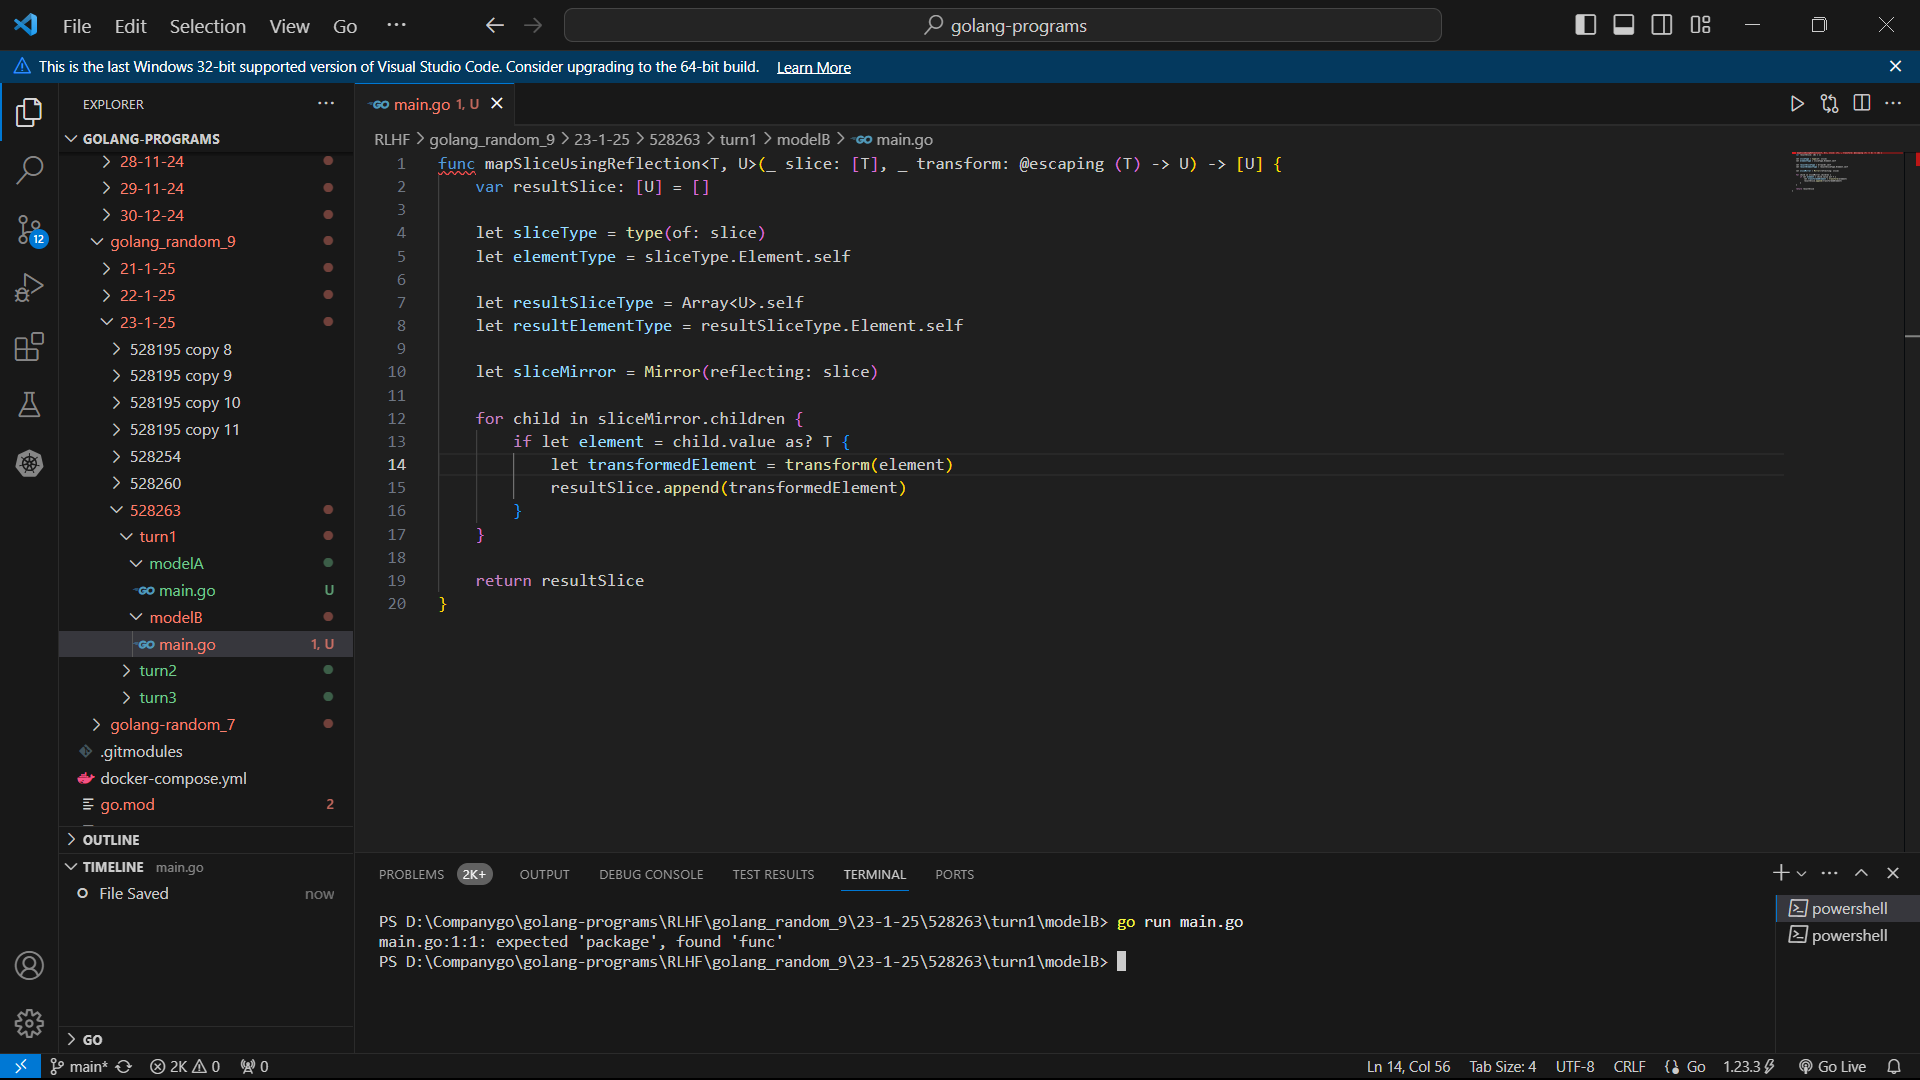 File Edit Selection View Go ··· golang-programs
This is the last Windows 32-bit supported version of Visual Studio Code. Consider upgrading to the 64-bit build. Learn More
EXPLORER
GOLANG-PROGRAMS
28-11-24
29-11-24
30-12-24
golang_random_9
21-1-25
22-1-25
23-1-25
528195 copy 8
528195 copy 9
528195 copy 10
528195 copy 11
528254
528260
528263
turn1
modelA
main.go U
modelB
main.go 1, U
turn2
turn3
golang-random_7
.gitmodules
docker-compose.yml
go.mod 2
OUTLINE
TIMELINE main.go
File Saved now
GO
12
main.go 1, U
RLHF > golang_random_9 > 23-1-25 > 528263 > turn1 > modelB > main.go
1 func mapSliceUsingReflection<T, U>(_ slice: [T], _ transform: @escaping (T) -> U) -> [U] {
2 var resultSlice: [U] = []
3
4 let sliceType = type(of: slice)
5 let elementType = sliceType.Element.self
6
7 let resultSliceType = Array<U>.self
8 let resultElementType = resultSliceType.Element.self
9
10 let sliceMirror = Mirror(reflecting: slice)
11
12 for child in sliceMirror.children {
13 if let element = child.value as? T {
14 let transformedElement = transform(element)
15 resultSlice.append(transformedElement)
16 }
17 }
18
19 return resultSlice
20 }
PROBLEMS 2K+ OUTPUT DEBUG CONSOLE TEST RESULTS TERMINAL PORTS
PS D:\Companygo\golang-programs\RLHF\golang_random_9\23-1-25\528263\turn1\modelB> go run main.go
main.go:1:1: expected 'package', found 'func'
PS D:\Companygo\golang-programs\RLHF\golang_random_9\23-1-25\528263\turn1\modelB>
powershell
powershell
main* 2K 0 0 Ln 14, Col 56 Tab Size: 4 UTF-8 CRLF Go 1.23.3 Go Live